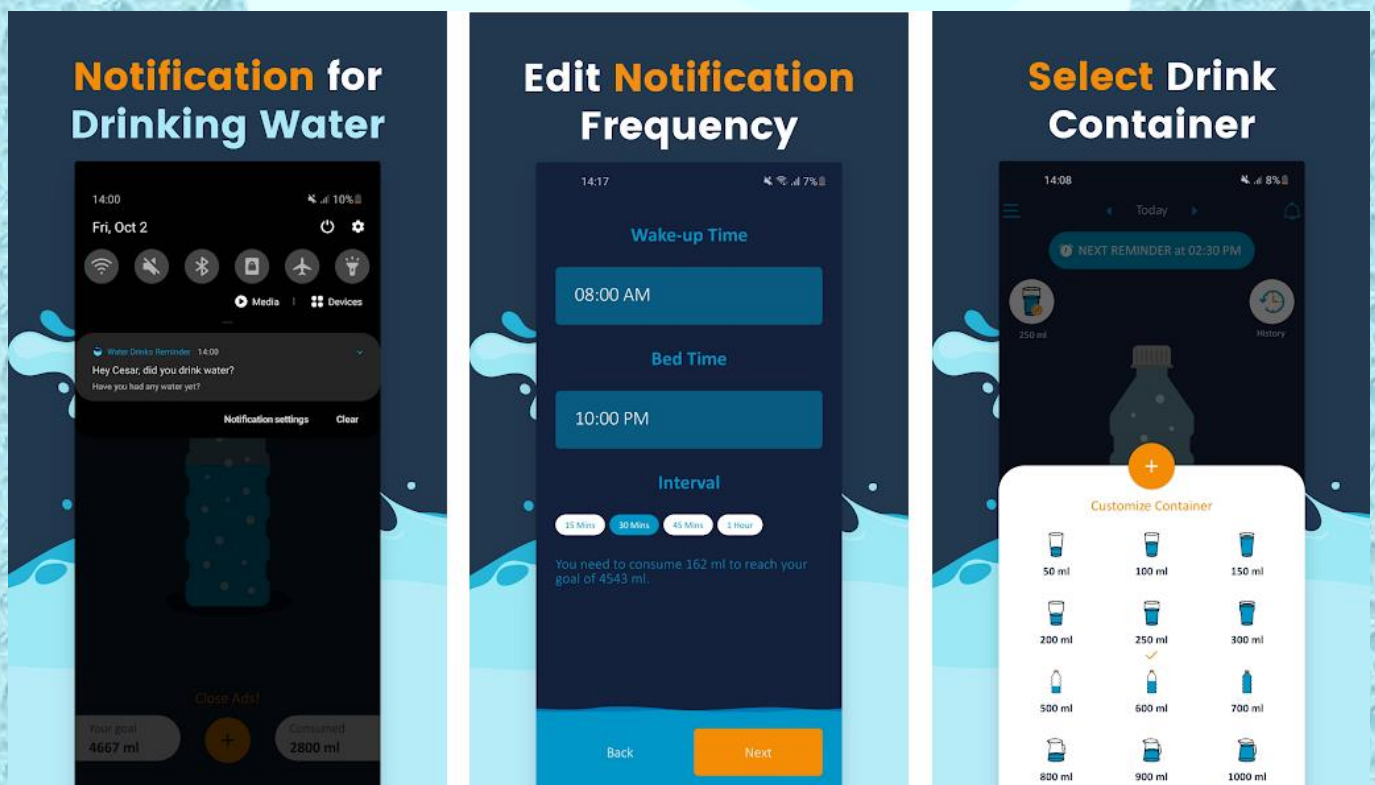 Notification for
Drinking Water
14:00
10%
Fri, Oct 2
Media
Devices
Water Drinks Reminder 14:00
Hey Cesar, did you drink water?
Have you had any water yet?
Notification settings Clear
Close Ads!
Your goal
4667 ml
+
Consumed
2800 ml
Edit Notification
Frequency
14:17
7%
Wake-up Time
08:00 AM
Bed Time
10:00 PM
Interval
15 Mins 30 Mins 45 Mins 1 Hour
You need to consume 162 ml to reach your
goal of 4543 ml.
Back Next
Select Drink
Container
14:08
8%
Today
NEXT REMINDER at 02:30 PM
250 ml
History
+
Customize Container
50 ml 100 ml 150 ml
200 ml 250 ml 300 ml
500 ml 600 ml 700 ml
800 ml 900 ml 1000 ml